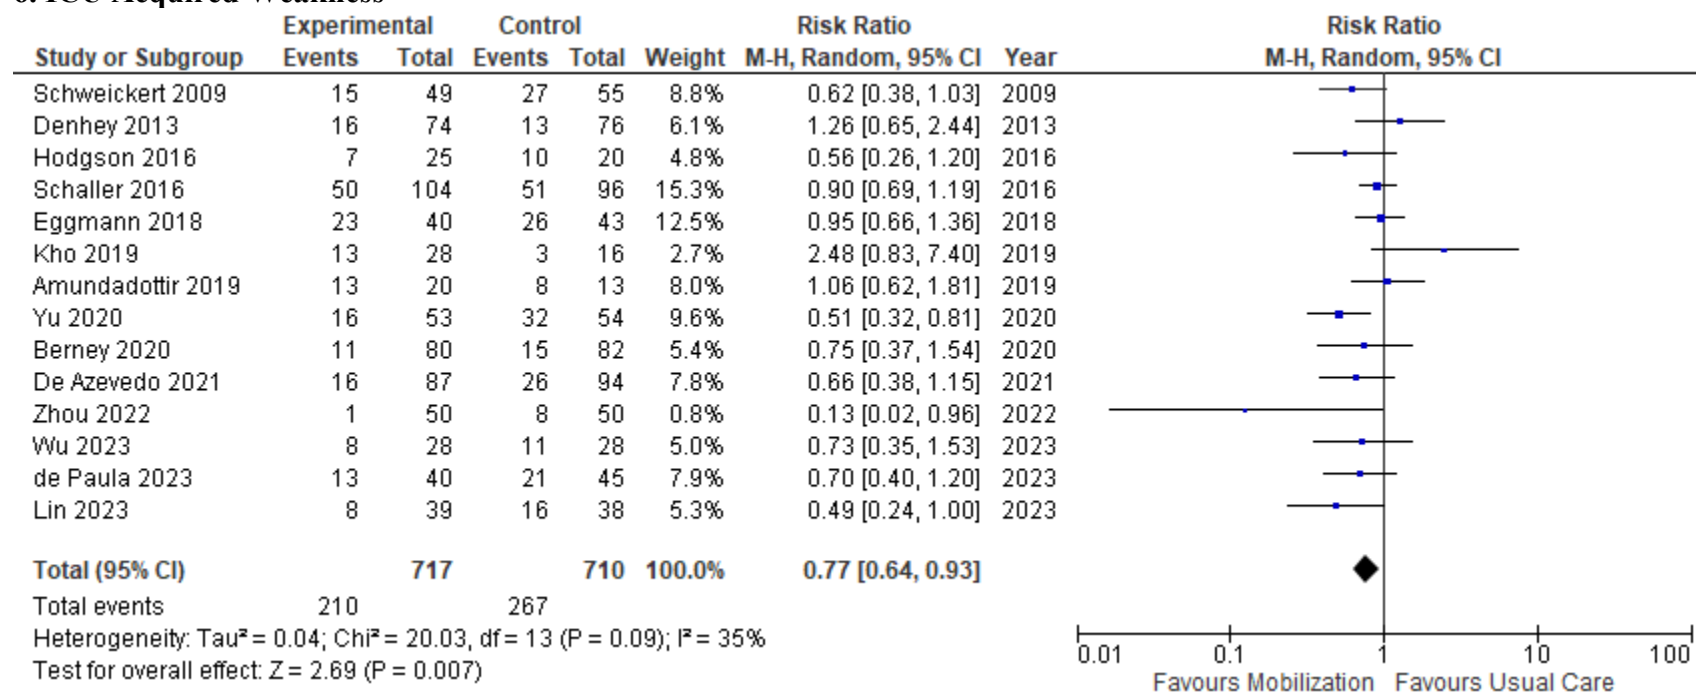 6. ICU Acquired Weakness
Experimental Control Risk Ratio Risk Ratio
Study or Subgroup Events Total Events Total Weight M-H, Random, 95% CI Year M-H, Random, 95% CI
Schweickert 2009 15 49 27 55 8.8% 0.62 [0.38, 1.03] 2009
Denhey 2013 16 74 13 76 6.1% 1.26 [0.65, 2.44] 2013
Hodgson 2016 7 25 10 20 4.8% 0.56 [0.26, 1.20] 2016
Schaller 2016 50 104 51 96 15.3% 0.90 [0.69, 1.19] 2016
Eggmann 2018 23 40 26 43 12.5% 0.95 [0.66, 1.36] 2018
Kho 2019 13 28 3 16 2.7% 2.48 [0.83, 7.40] 2019
Amundadottir 2019 13 20 8 13 8.0% 1.06 [0.62, 1.81] 2019
Yu 2020 16 53 32 54 9.6% 0.51 [0.32, 0.81] 2020
Berney 2020 11 80 15 82 5.4% 0.75 [0.37, 1.54] 2020
De Azevedo 2021 16 87 26 94 7.8% 0.66 [0.38, 1.15] 2021
Zhou 2022 1 50 8 50 0.8% 0.13 [0.02, 0.96] 2022
Wu 2023 8 28 11 28 5.0% 0.73 [0.35, 1.53] 2023
de Paula 2023 13 40 21 45 7.9% 0.70 [0.40, 1.20] 2023
Lin 2023 8 39 16 38 5.3% 0.49 [0.24, 1.00] 2023
Total (95% CI) 717 710 100.0% 0.77 [0.64, 0.93]
Total events 210 267
Heterogeneity: Tau² = 0.04; Chi² = 20.03, df = 13 (P = 0.09); I² = 35%
Test for overall effect: Z = 2.69 (P = 0.007)
0.01 0.1 1 10 100
Favours Mobilization Favours Usual Care